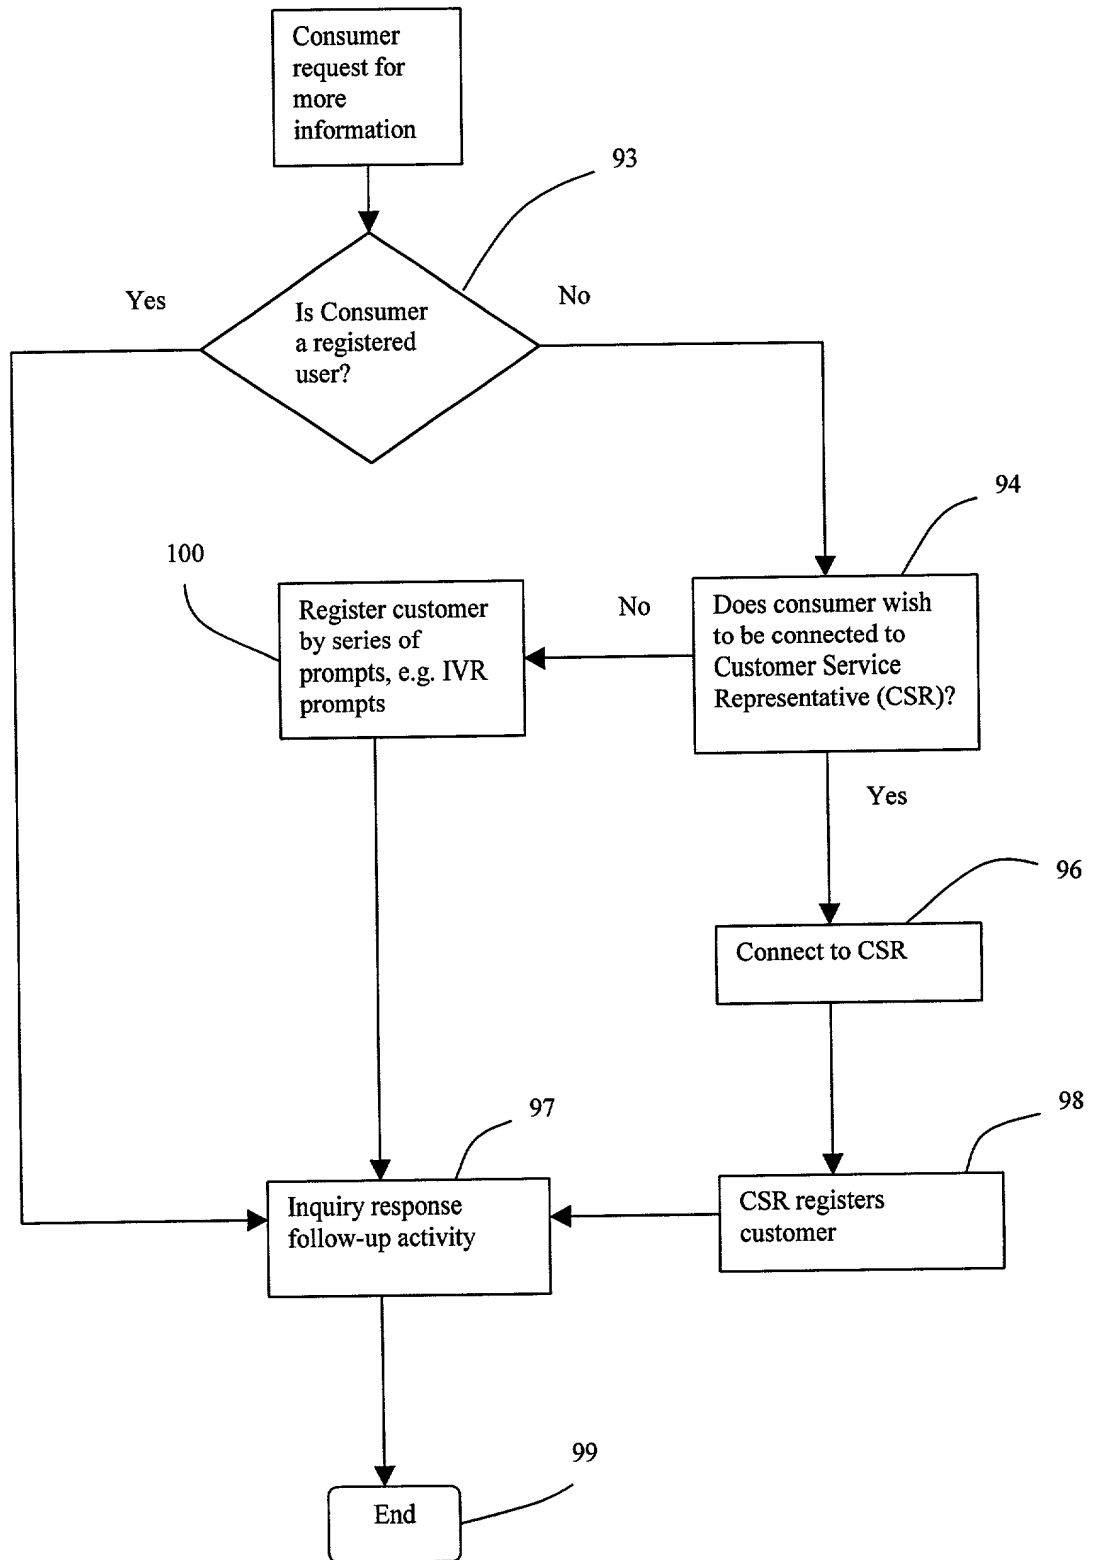 Consumer
request for
more
information
93
Yes
No
Is Consumer
a registered
user?
94
100
Register customer
by series of
prompts, e.g. IVR
prompts
No
Does consumer wish
to be connected to
Customer Service
Representative (CSR)?
Yes
96
Connect to CSR
97
98
Inquiry response
follow-up activity
CSR registers
customer
99
End